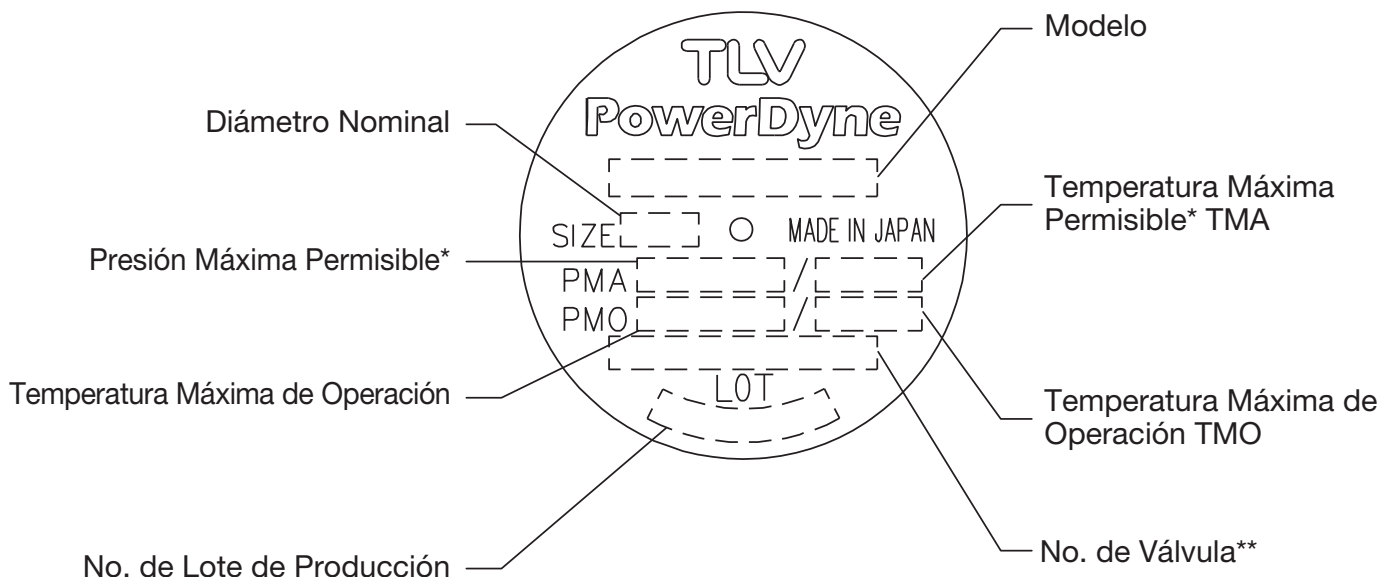 Modelo
TLV
PowerDyne
Diámetro Nominal
Temperatura Máxima
Permisible* TMA
SIZE
MADE IN JAPAN
Presión Máxima Permisible*
PMA /
PMO /
Temperatura Máxima de Operación
LOT
Temperatura Máxima de
Operación TMO
No. de Válvula**
No. de Lote de Producción